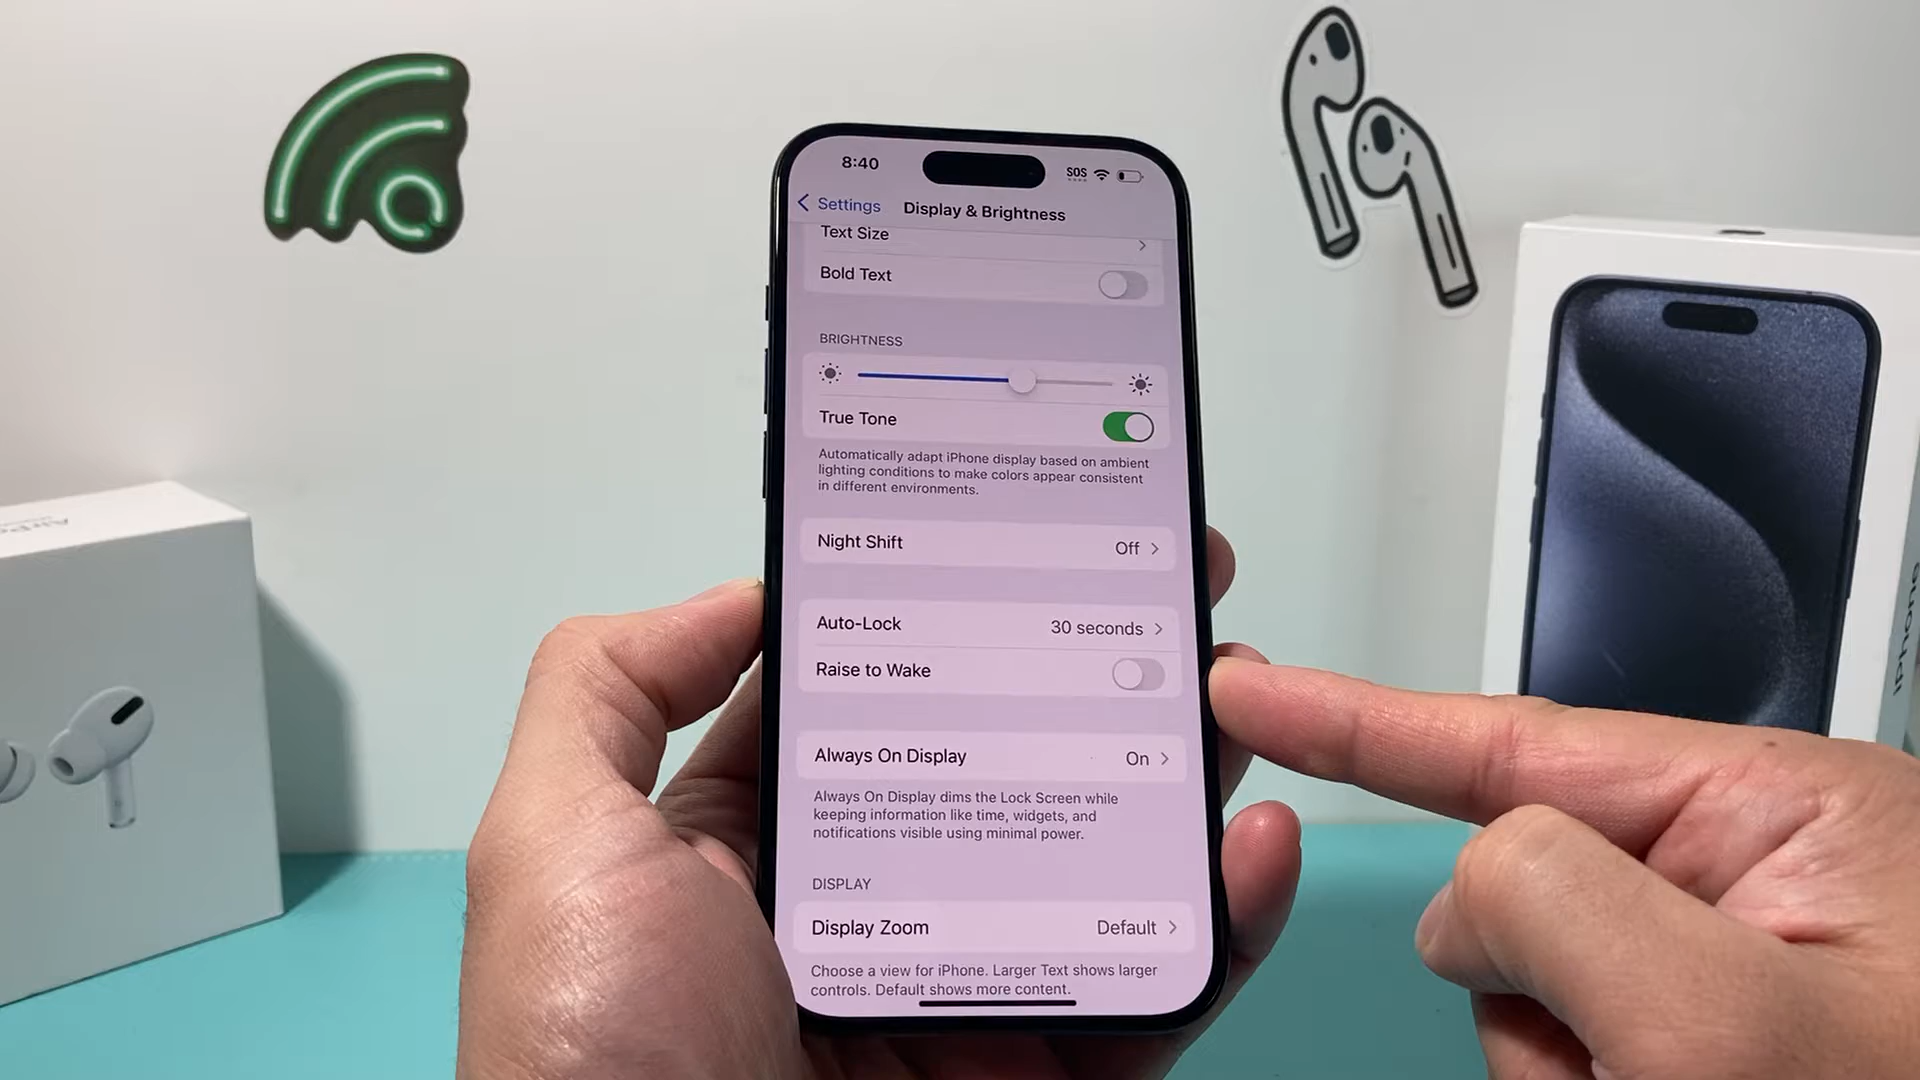 8:40
SOS
Settings
Display & Brightness
Text Size
Bold Text
BRIGHTNESS
True Tone
Automatically adapt iPhone display based on ambient
lighting conditions to make colors appear consistent
in different environments.
Night Shift
Off
Auto-Lock
30 seconds
Raise to Wake
Always On Display
On
Always On Display dims the Lock Screen while
keeping information like time, widgets, and
notifications visible using minimal power.
DISPLAY
Display Zoom
Default
Choose a view for iPhone. Larger Text shows larger
controls. Default shows more content.
iPhone